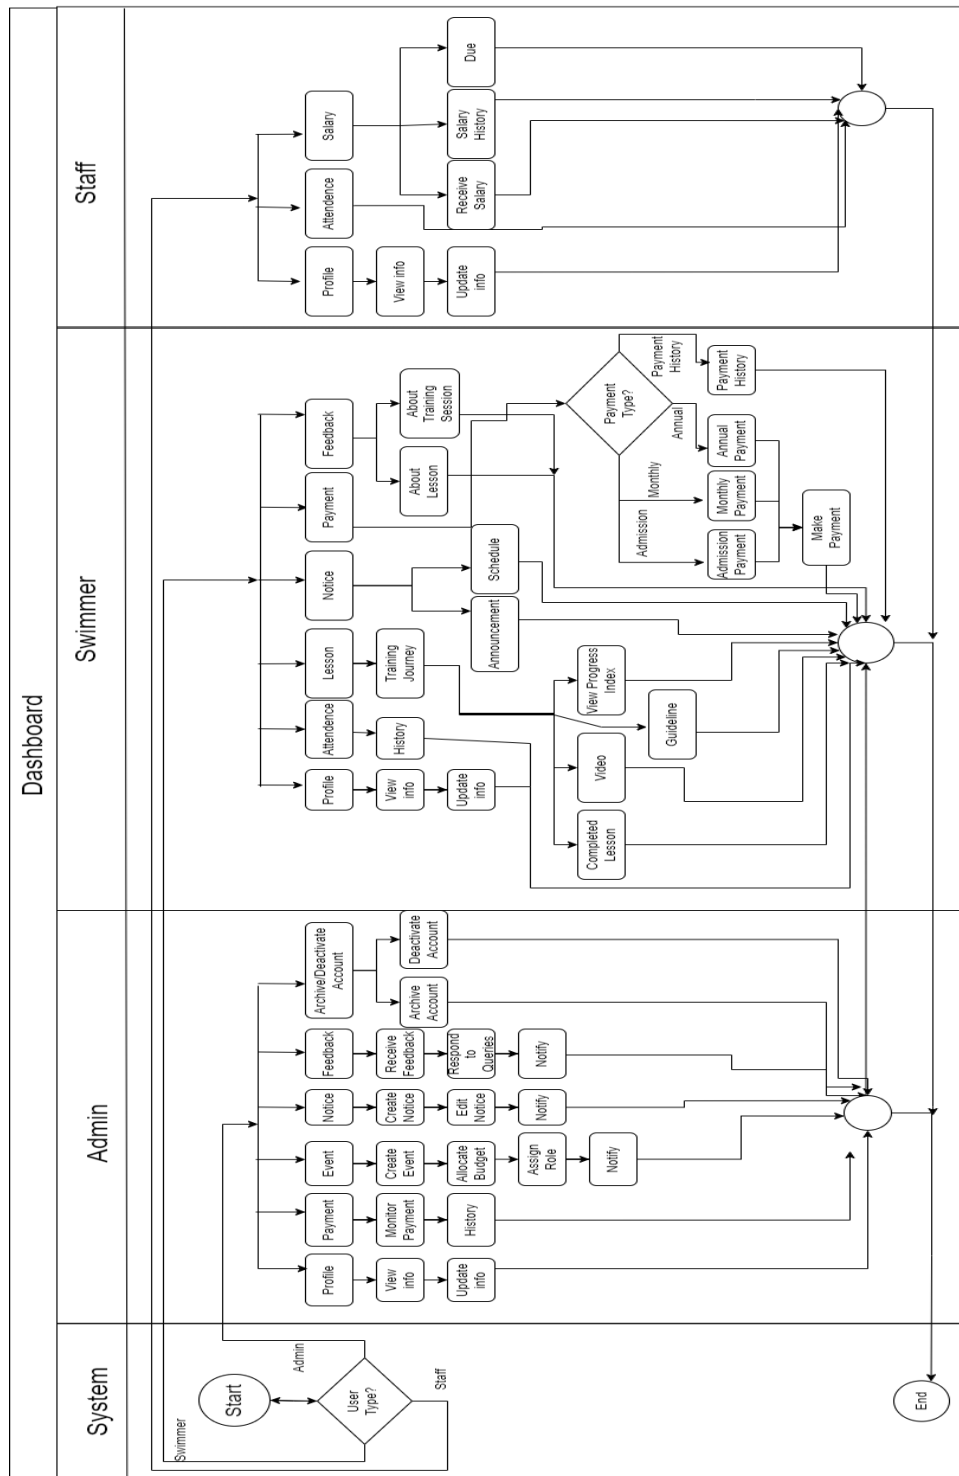 Dashboard
System
Admin
Swimmer
Staff
Start
User
Type?
Swimmer
Admin
Staff
End
Profile
View
info
Update
info
Payment
Monitor
Payment
History
Event
Create
Event
Allocate
Budget
Assign
Role
Notify
Notice
Create
Notice
Edit
Notice
Notify
Feedback
Receive
Feedback
Respond
to
Queries
Notify
Archive/Deactivate
Account
Archive
Account
Deactivate
Account
Profile
View
info
Update
info
Attendence
History
Lesson
Training
Journey
Completed
Lesson
Video
Guideline
View Progress
Index
Notice
Announcement
Schedule
Payment
Payment
Type?
Admission
Monthly
Annual
Payment
History
Admission
Payment
Monthly
Payment
Annual
Payment
Payment
History
Make
Payment
Feedback
About
Lesson
About
Training
Session
Profile
View info
Update
info
Attendence
Salary
Receive
Salary
Salary
History
Due